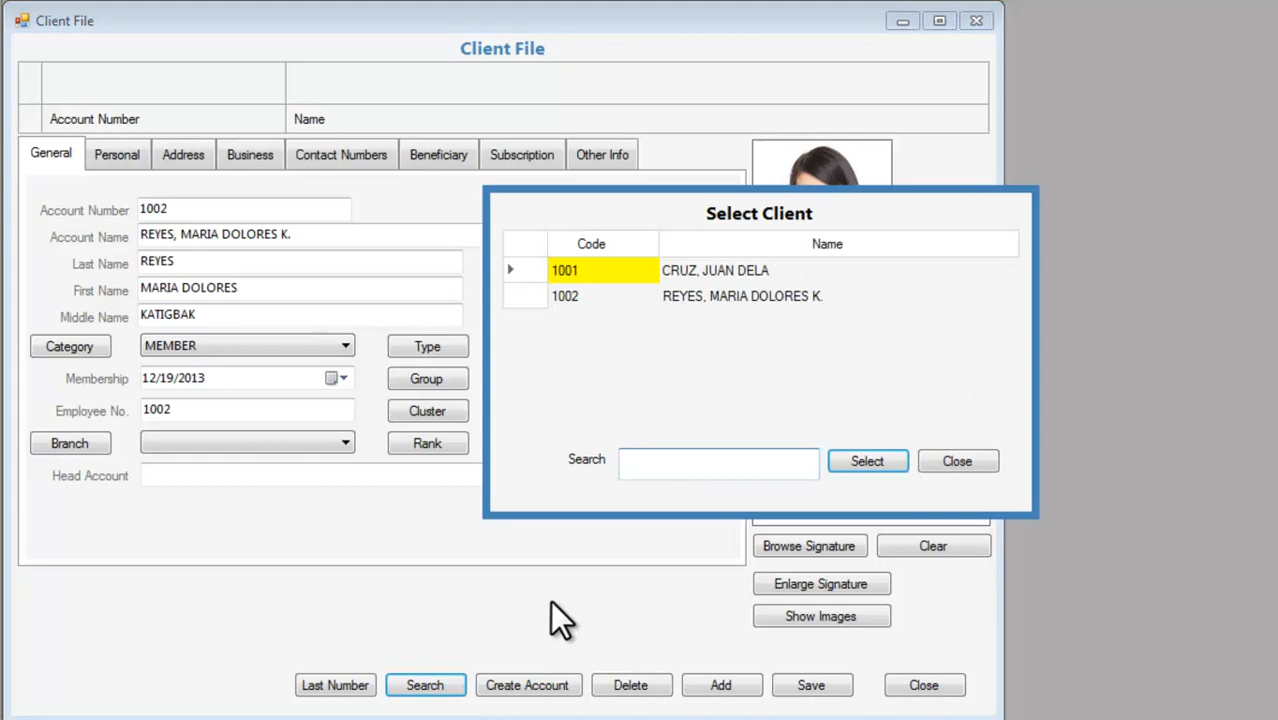 Client File
Client File
Account Number Name
General Personal Address Business Contact Numbers Beneficiary Subscription Other Info
Account Number 1002
Account Name REYES, MARIA DOLORES K.
Last Name REYES
First Name MARIA DOLORES
Middle Name KATIGBAK
Category MEMBER Type
Membership 12/19/2013 Group
Employee No. 1002 Cluster
Branch Rank
Head Account
Select Client
Code Name
1001 CRUZ, JUAN DELA
1002 REYES, MARIA DOLORES K.
Search Select Close
Browse Signature Clear
Enlarge Signature
Show Images
Last Number Search Create Account Delete Add Save Close